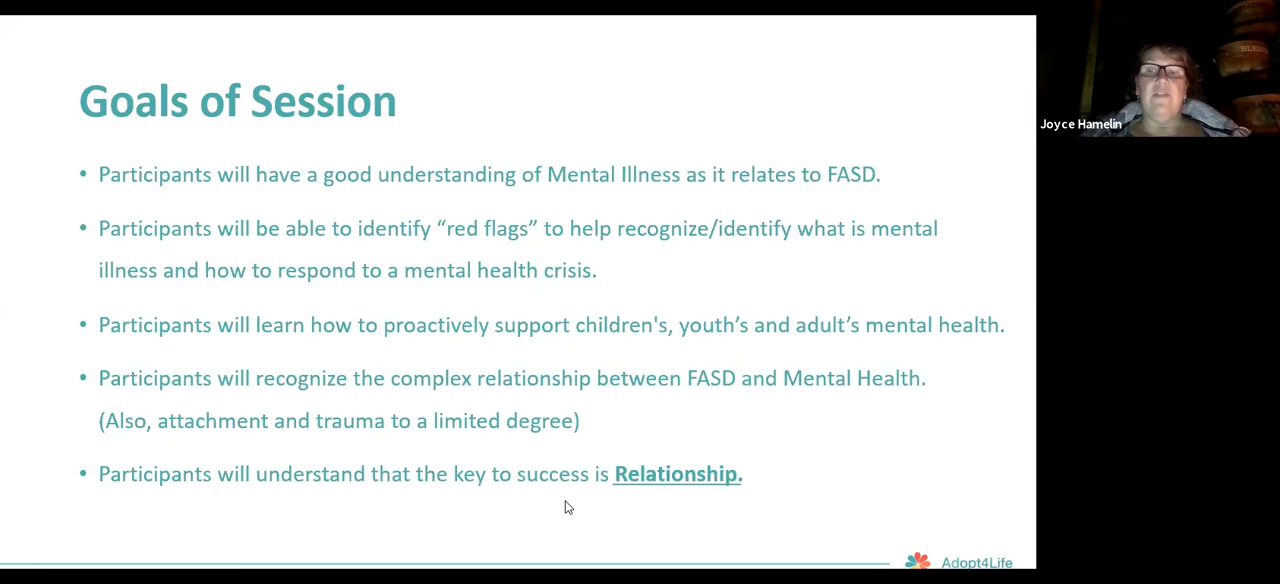 Goals of Session
• Participants will have a good understanding of Mental Illness as it relates to FASD.
• Participants will be able to identify “red flags” to help recognize/identify what is mental
illness and how to respond to a mental health crisis.
• Participants will learn how to proactively support children's, youth’s and adult’s mental health.
• Participants will recognize the complex relationship between FASD and Mental Health.
(Also, attachment and trauma to a limited degree)
• Participants will understand that the key to success is Relationship.
Adopt4Life
Joyce Hamelin